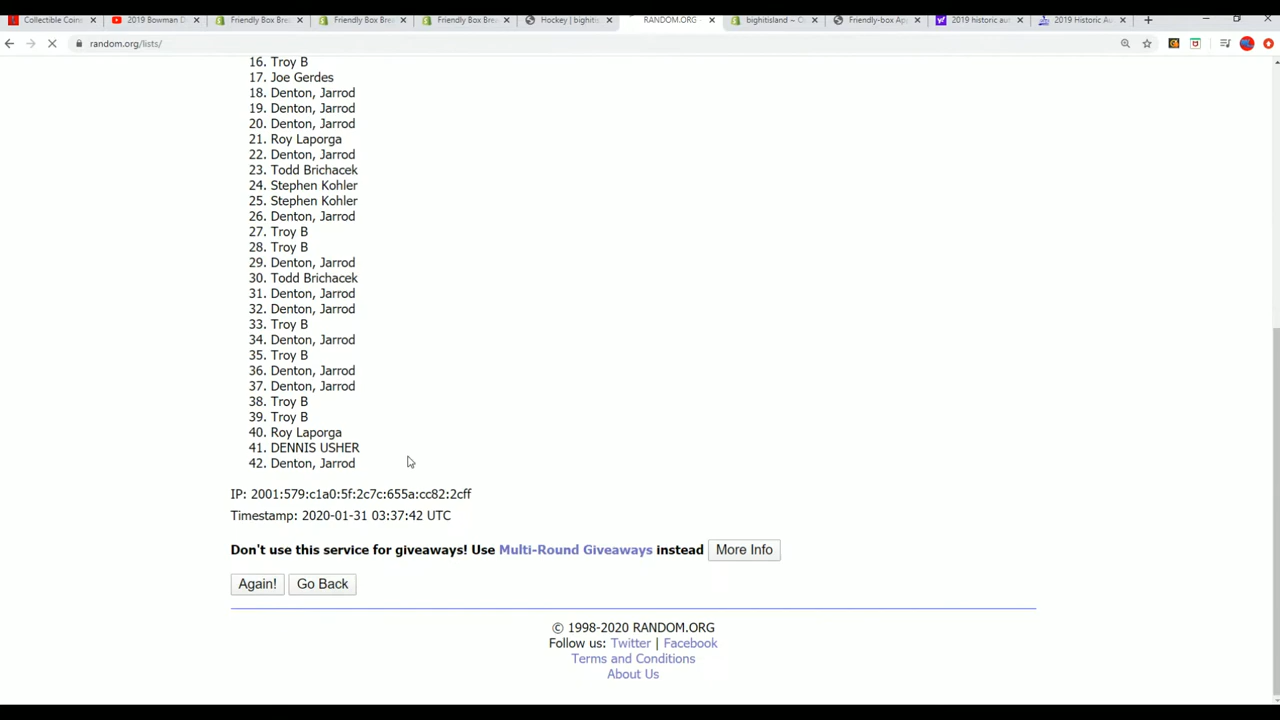 Collectible Coins
2019 Bowman D
Friendly Box Bre
Friendly Box Bre
Friendly Box Bre
Hockey | bighitis
RANDOM.ORG
bighitisland ~ C
Friendly-box Ap
2019 historic aut
2019 Historic Au
random.org/lists/
16. Troy B
17. Joe Gerdes
18. Denton, Jarrod
19. Denton, Jarrod
20. Denton, Jarrod
21. Roy Laporga
22. Denton, Jarrod
23. Todd Brichacek
24. Stephen Kohler
25. Stephen Kohler
26. Denton, Jarrod
27. Troy B
28. Troy B
29. Denton, Jarrod
30. Todd Brichacek
31. Denton, Jarrod
32. Denton, Jarrod
33. Troy B
34. Denton, Jarrod
35. Troy B
36. Denton, Jarrod
37. Denton, Jarrod
38. Troy B
39. Troy B
40. Roy Laporga
41. DENNIS USHER
42. Denton, Jarrod
IP: 2001:579:c1a0:5f:2c7c:655a:cc82:2cff
Timestamp: 2020-01-31 03:37:42 UTC
Don't use this service for giveaways! Use Multi-Round Giveaways instead More Info
Again! Go Back
© 1998-2020 RANDOM.ORG
Follow us: Twitter | Facebook
Terms and Conditions
About Us